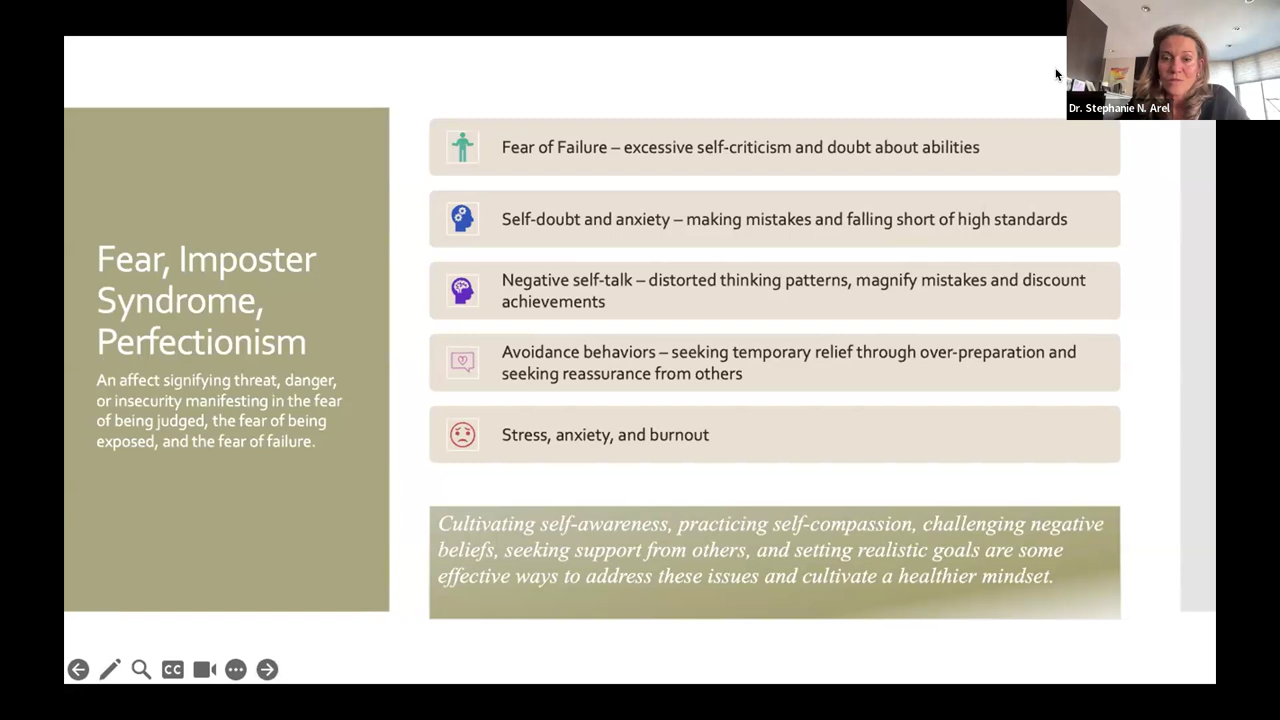 Dr. Stephanie N. Arel
Fear, Imposter
Syndrome,
Perfectionism
An affect signifying threat, danger,
or insecurity manifesting in the fear
of being judged, the fear of being
exposed, and the fear of failure.
Fear of Failure – excessive self-criticism and doubt about abilities
Self-doubt and anxiety – making mistakes and falling short of high standards
Negative self-talk – distorted thinking patterns, magnify mistakes and discount
achievements
Avoidance behaviors – seeking temporary relief through over-preparation and
seeking reassurance from others
Stress, anxiety, and burnout
Cultivating self-awareness, practicing self-compassion, challenging negative
beliefs, seeking support from others, and setting realistic goals are some
effective ways to address these issues and cultivate a healthier mindset.
CC